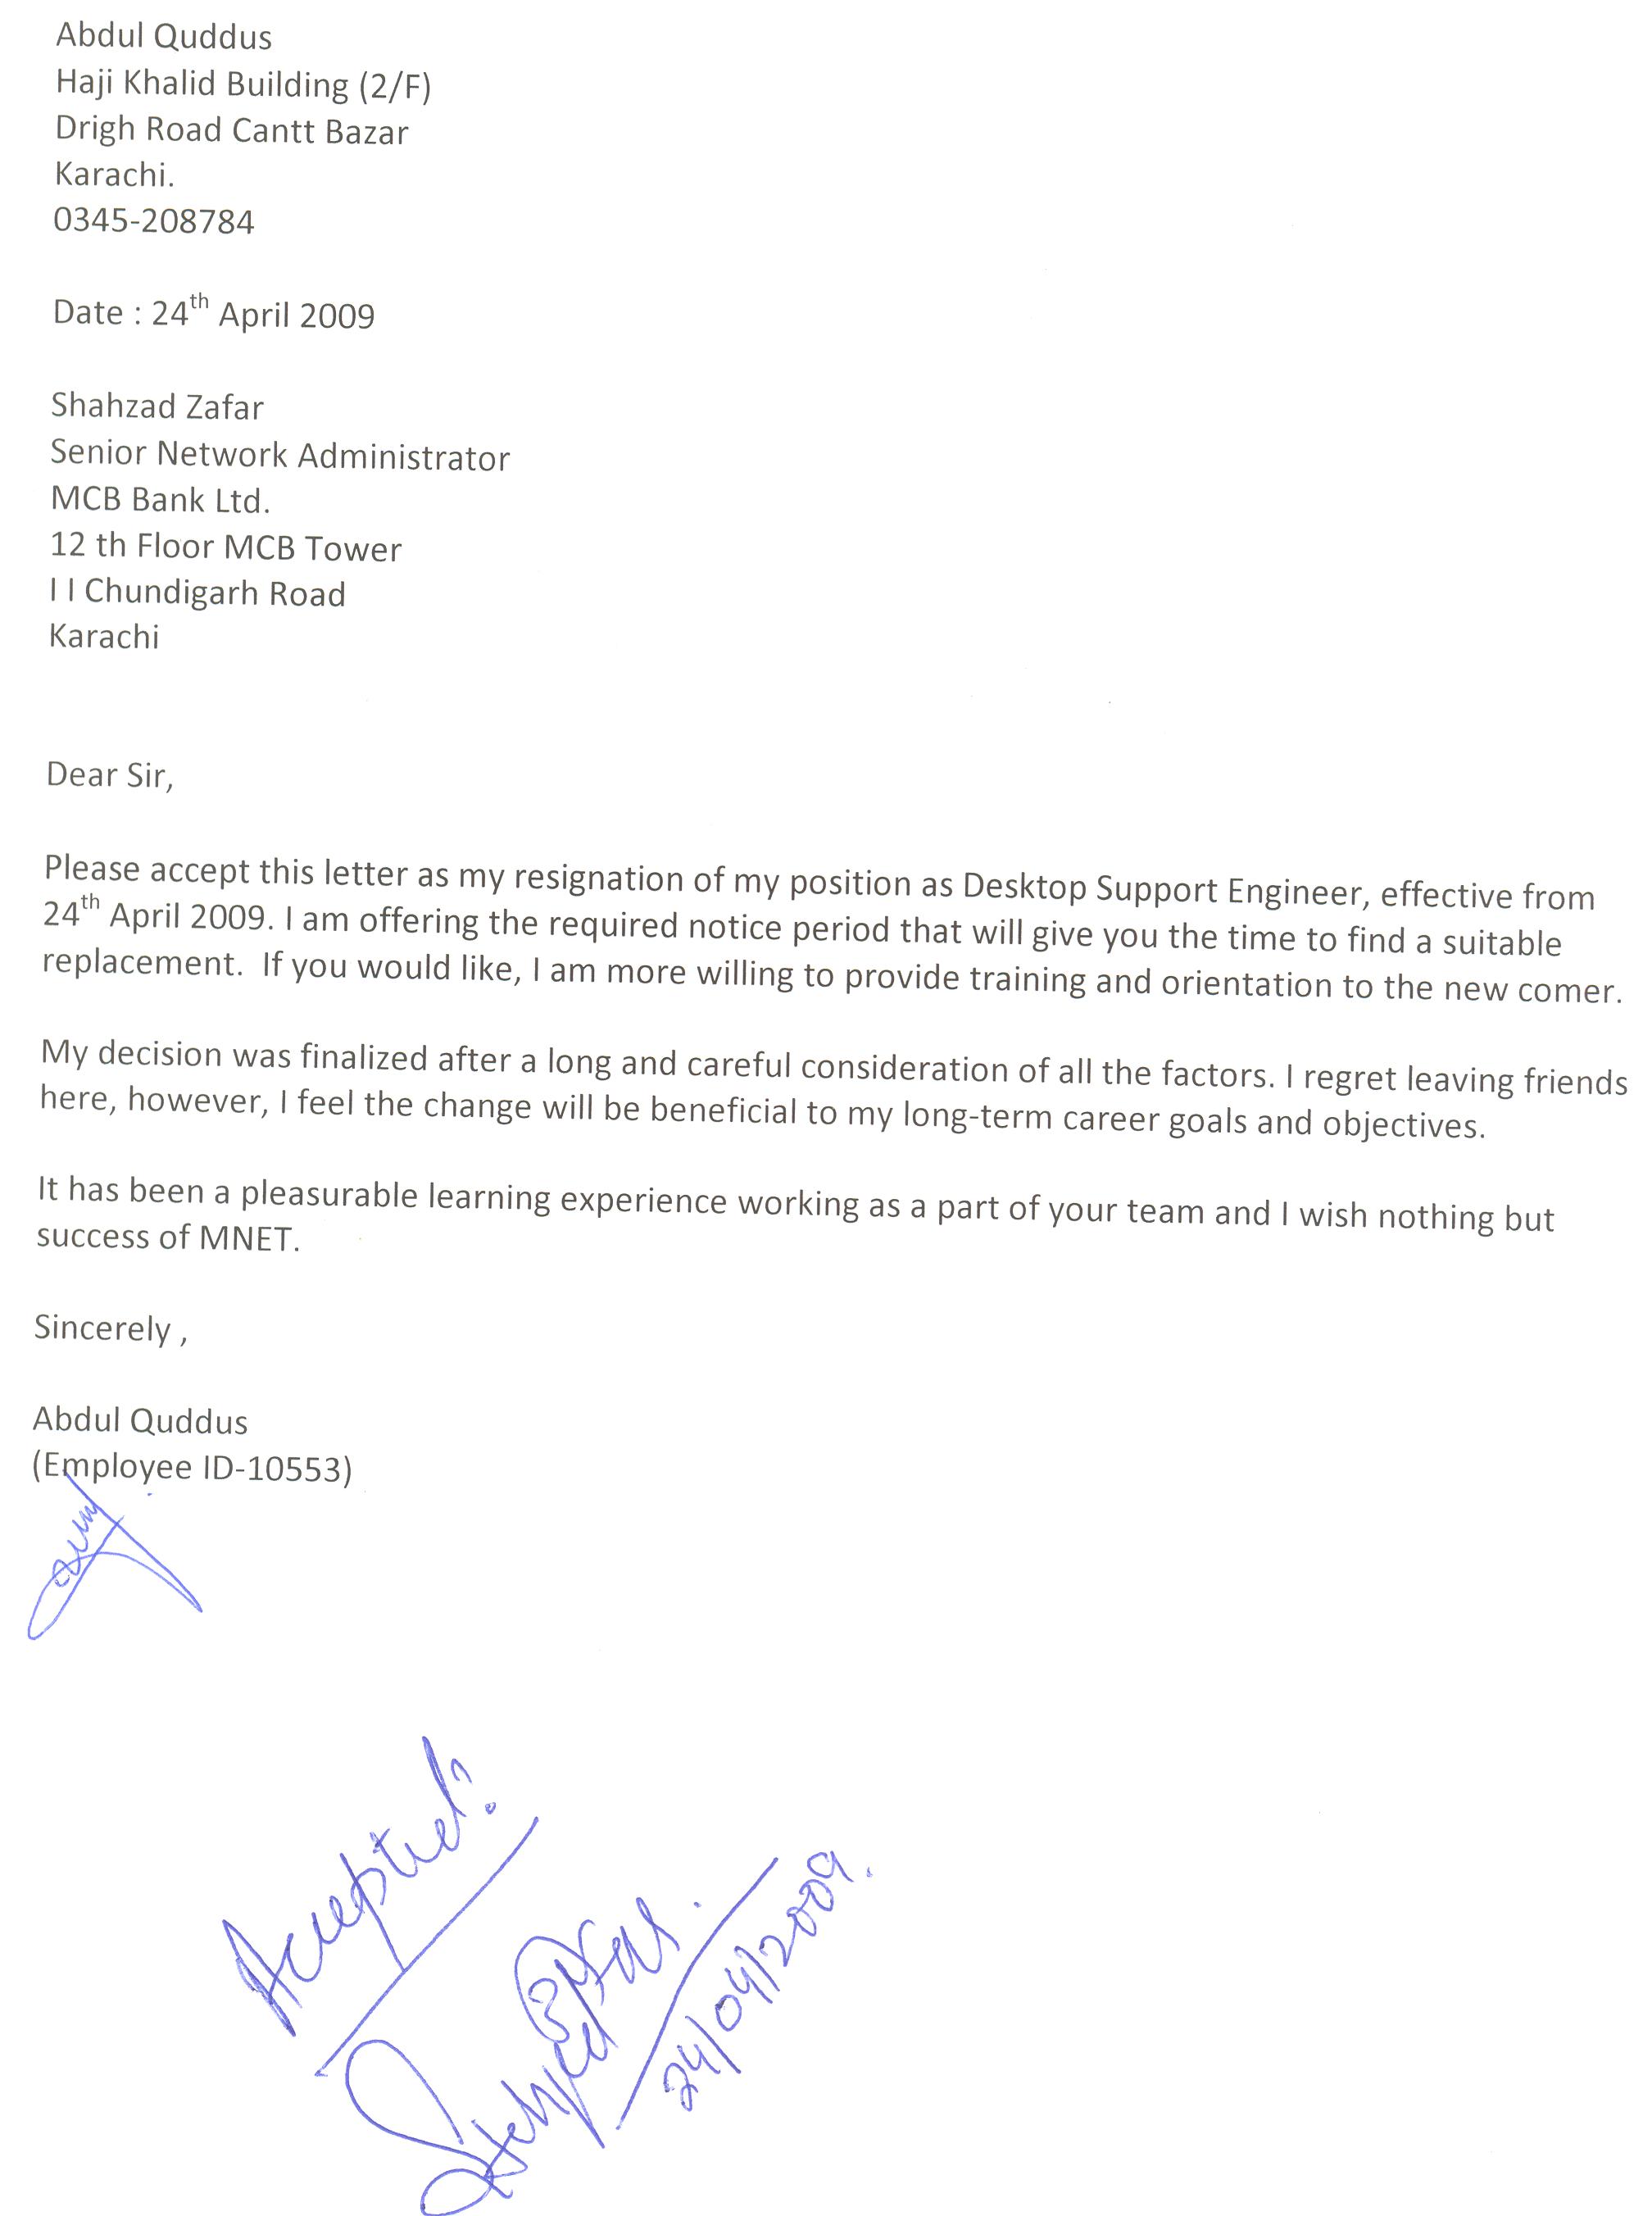 Abdul Quddus
Haji Khalid Building (2/F)
Drigh Road Cantt Bazar
Karachi.
0345-208784
Date : 24th April 2009
Shahzad Zafar
Senior Network Administrator
MCB Bank Ltd.
12 th Floor MCB Tower
I I Chundigarh Road
Karachi
Dear Sir,
Please accept this letter as my resignation of my position as Desktop Support Engineer, effective from
24th April 2009. I am offering the required notice period that will give you the time to find a suitable
replacement.  If you would like, I am more willing to provide training and orientation to the new comer.
My decision was finalized after a long and careful consideration of all the factors. I regret leaving friends
here, however, I feel the change will be beneficial to my long-term career goals and objectives.
It has been a pleasurable learning experience working as a part of your team and I wish nothing but
success of MNET.
Sincerely ,
Abdul Quddus
(Employee ID-10553)
Accepted?
24/04/2009.